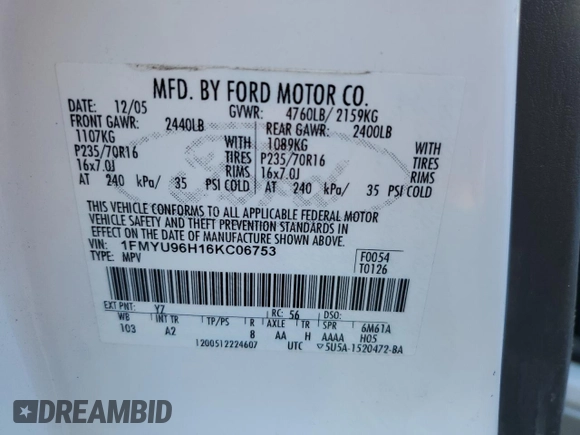 MFD. BY FORD MOTOR CO.
DATE: 12/05 GVWR: 4760LB/ 2159KG
FRONT GAWR: 2440LB REAR GAWR: 2400LB
1107KG WITH 1089KG WITH
P235/70R16 TIRES P235/70R16 TIRES
16x7.0J RIMS 16x7.0J RIMS
AT 240 kPa/ 35 PSI COLD AT 240 kPa/ 35 PSI COLD
THIS VEHICLE CONFORMS TO ALL APPLICABLE FEDERAL MOTOR
VEHICLE SAFETY AND THEFT PREVENTION STANDARDS IN
EFFECT ON THE DATE OF MANUFACTURE SHOWN ABOVE.
VIN: 1FMYU96H16KC06753 F0054
TYPE: MPV T0126
EXT PNT: YZ RC: 56 DSO:
WB INT TR TP/PS R AXLE TR SPR 6M61A
103 A2 8 AA H AAAA H05
1200512224607 UTC 5U5A-1520472-BA
Ford
DREAMBID